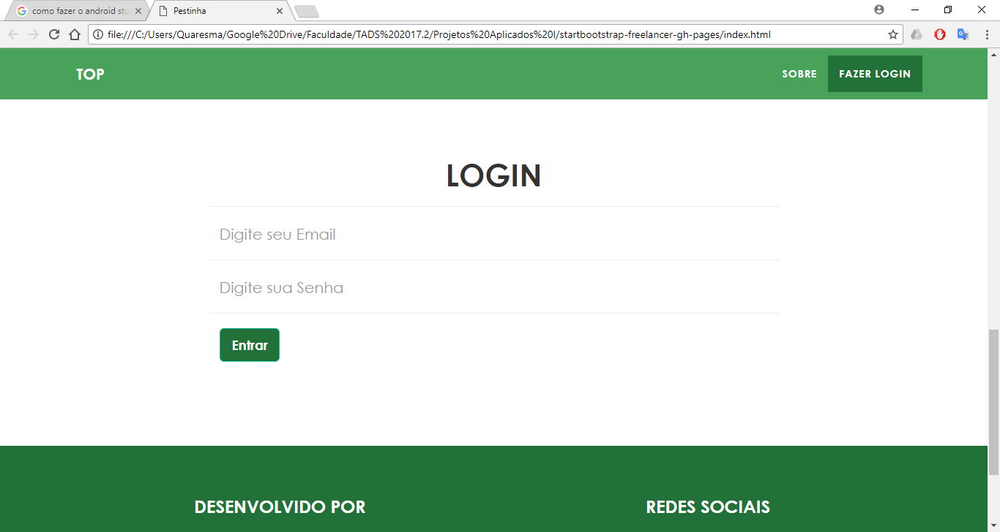 como fazer o android stu
Pestinha
file:///C:/Users/Quaresma/Google%20Drive/Faculdade/TADS%202017.2/Projetos%20Aplicados%20I/startbootstrap-freelancer-gh-pages/index.html
TOP SOBRE FAZER LOGIN
LOGIN
Digite seu Email
Digite sua Senha
Entrar
DESENVOLVIDO POR REDES SOCIAIS